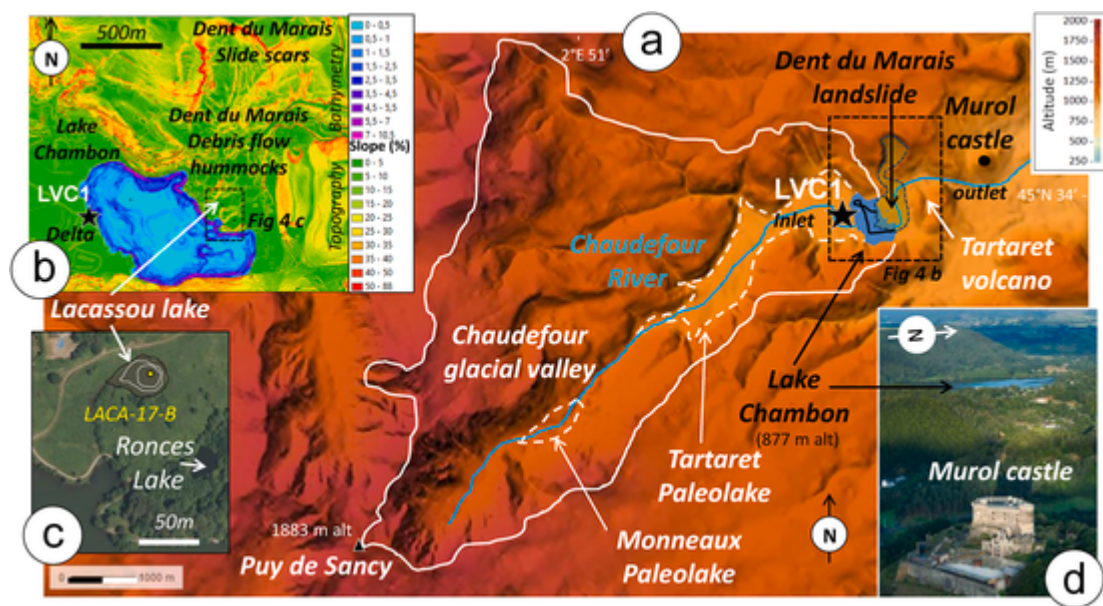 a
2°E 51'
Dent du Marais
landslide
Murol
castle
outlet
45°N 34'
LVC1
Inlet
Fig 4 b
Tartaret
volcano
Chaudefour
River
Chaudefour
glacial valley
Lake
Chambon
(877 m alt)
Tartaret
Paleolake
Monneaux
Paleolake
1883 m alt
Puy de Sancy
N
0
1000 m
Altitude (m)
2000
1750
1500
1250
1000
750
500
250
b
N
500m
Dent du Marais
Slide scars
Dent du Marais
Debris flow
hummocks
Lake
Chambon
LVC1
Delta
Fig 4 c
Bathymetry
0 - 0,5
0,5 - 1
1 - 1,5
1,5 - 2,5
2,5 - 3,5
3,5 - 4,5
4,5 - 5,5
5,5 - 7
7 - 10,5
Slope (%)
Topography
0 - 5
5 - 10
10 - 15
15 - 20
20 - 25
25 - 30
30 - 35
35 - 40
40 - 50
50 - 88
Lacassou lake
c
LACA-17-B
Ronces
Lake
50m
d
N
Murol castle